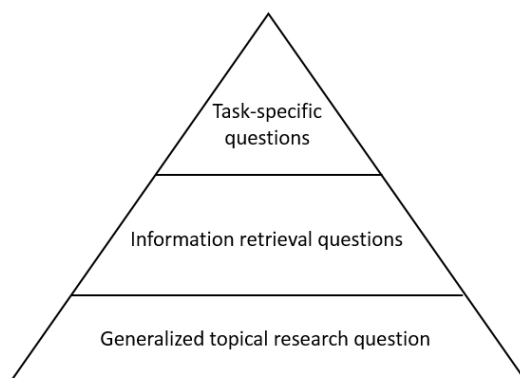 Task-specific
questions
Information retrieval questions
Generalized topical research question